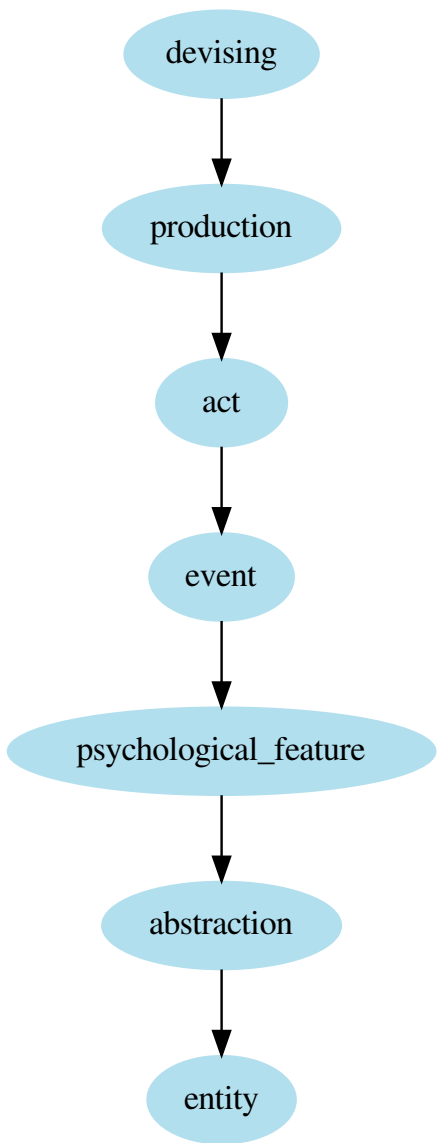 devising
production
act
event
psychological_feature
abstraction
entity